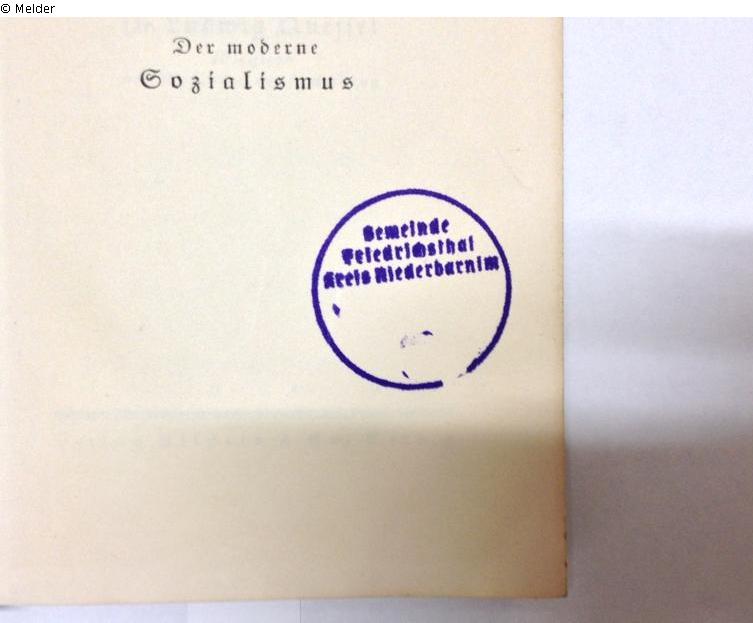 © Melder
Der moderne
Sozialismus
Gemeinde
Friedrichsthal
Kreis Niederbarnim